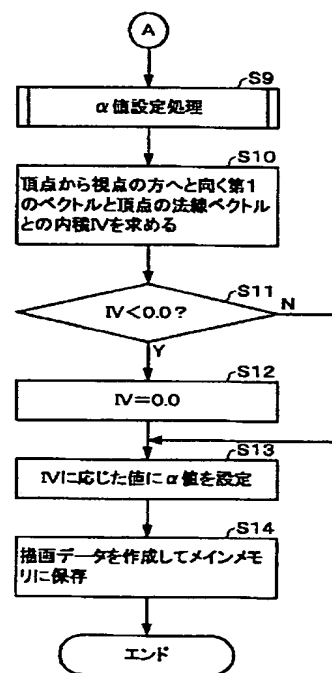 A
S9
α値設定処理
S10
頂点から視点の方へと向く第1
のベクトルと頂点の法線ベクトル
との内積IVを求める
S11
IV<0.0?
N
Y
S12
IV=0.0
S13
IVに応じた値にα値を設定
S14
描画データを作成してメインメモ
リに保存
エンド